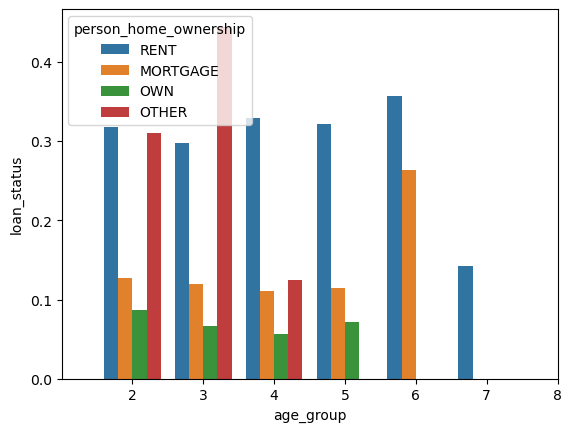 person_home_ownership
RENT
MORTGAGE
OWN
OTHER
0.4
0.3
0.2
0.1
0.0
loan_status
2 3 4 5 6 7 8
age_group